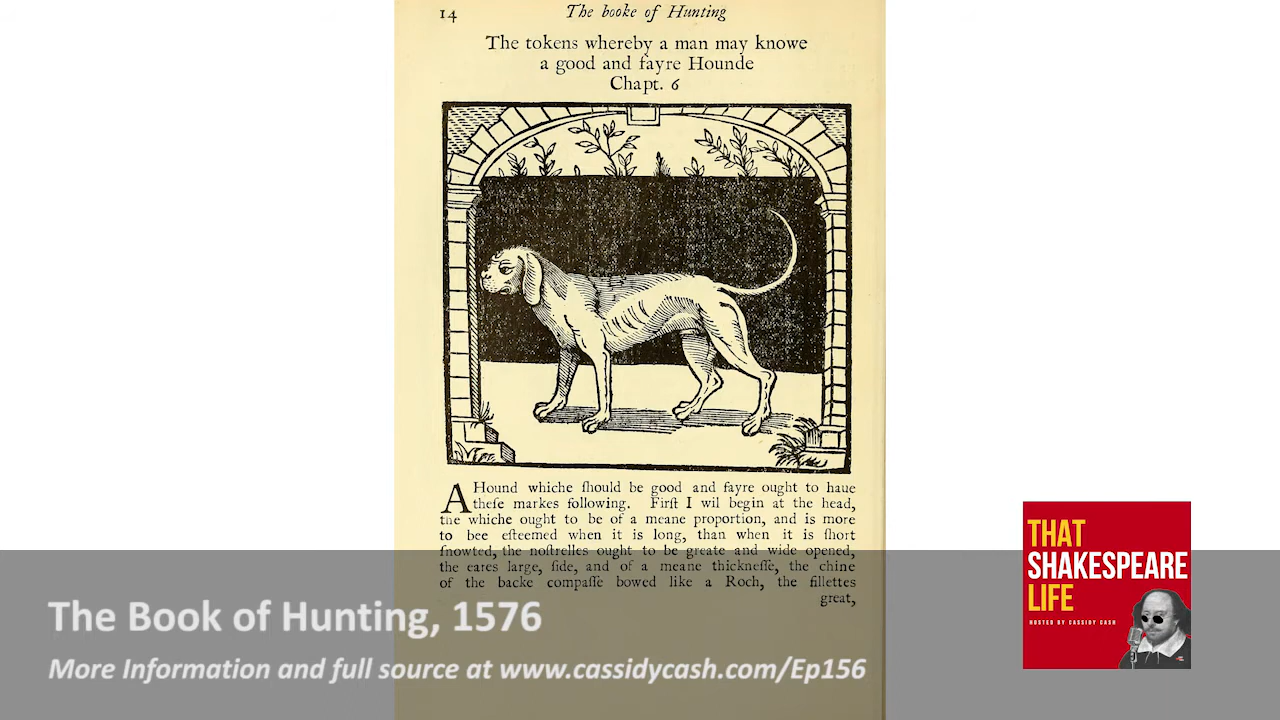 14 The booke of Hunting
The tokens whereby a man may knowe
a good and fayre Hounde
Chapt. 6
A Hound whiche ſhould be good and fayre ought to haue
theſe markes following. Firſt I wil begin at the head,
the whiche ought to be of a meane proportion, and is more
to bee eſteemed when it is long, than when it is ſhort
ſnowted, the noſtrelles ought to be greate and wide opened,
the eares large, ſide, and of a meane thickneſſe, the chine
of the backe compaſſe bowed like a Roch, the fillettes
great,
The Book of Hunting, 1576
More Information and full source at www.cassidycash.com/Ep156
THAT
SHAKESPEARE
LIFE
HOSTED BY CASSIDY CASH